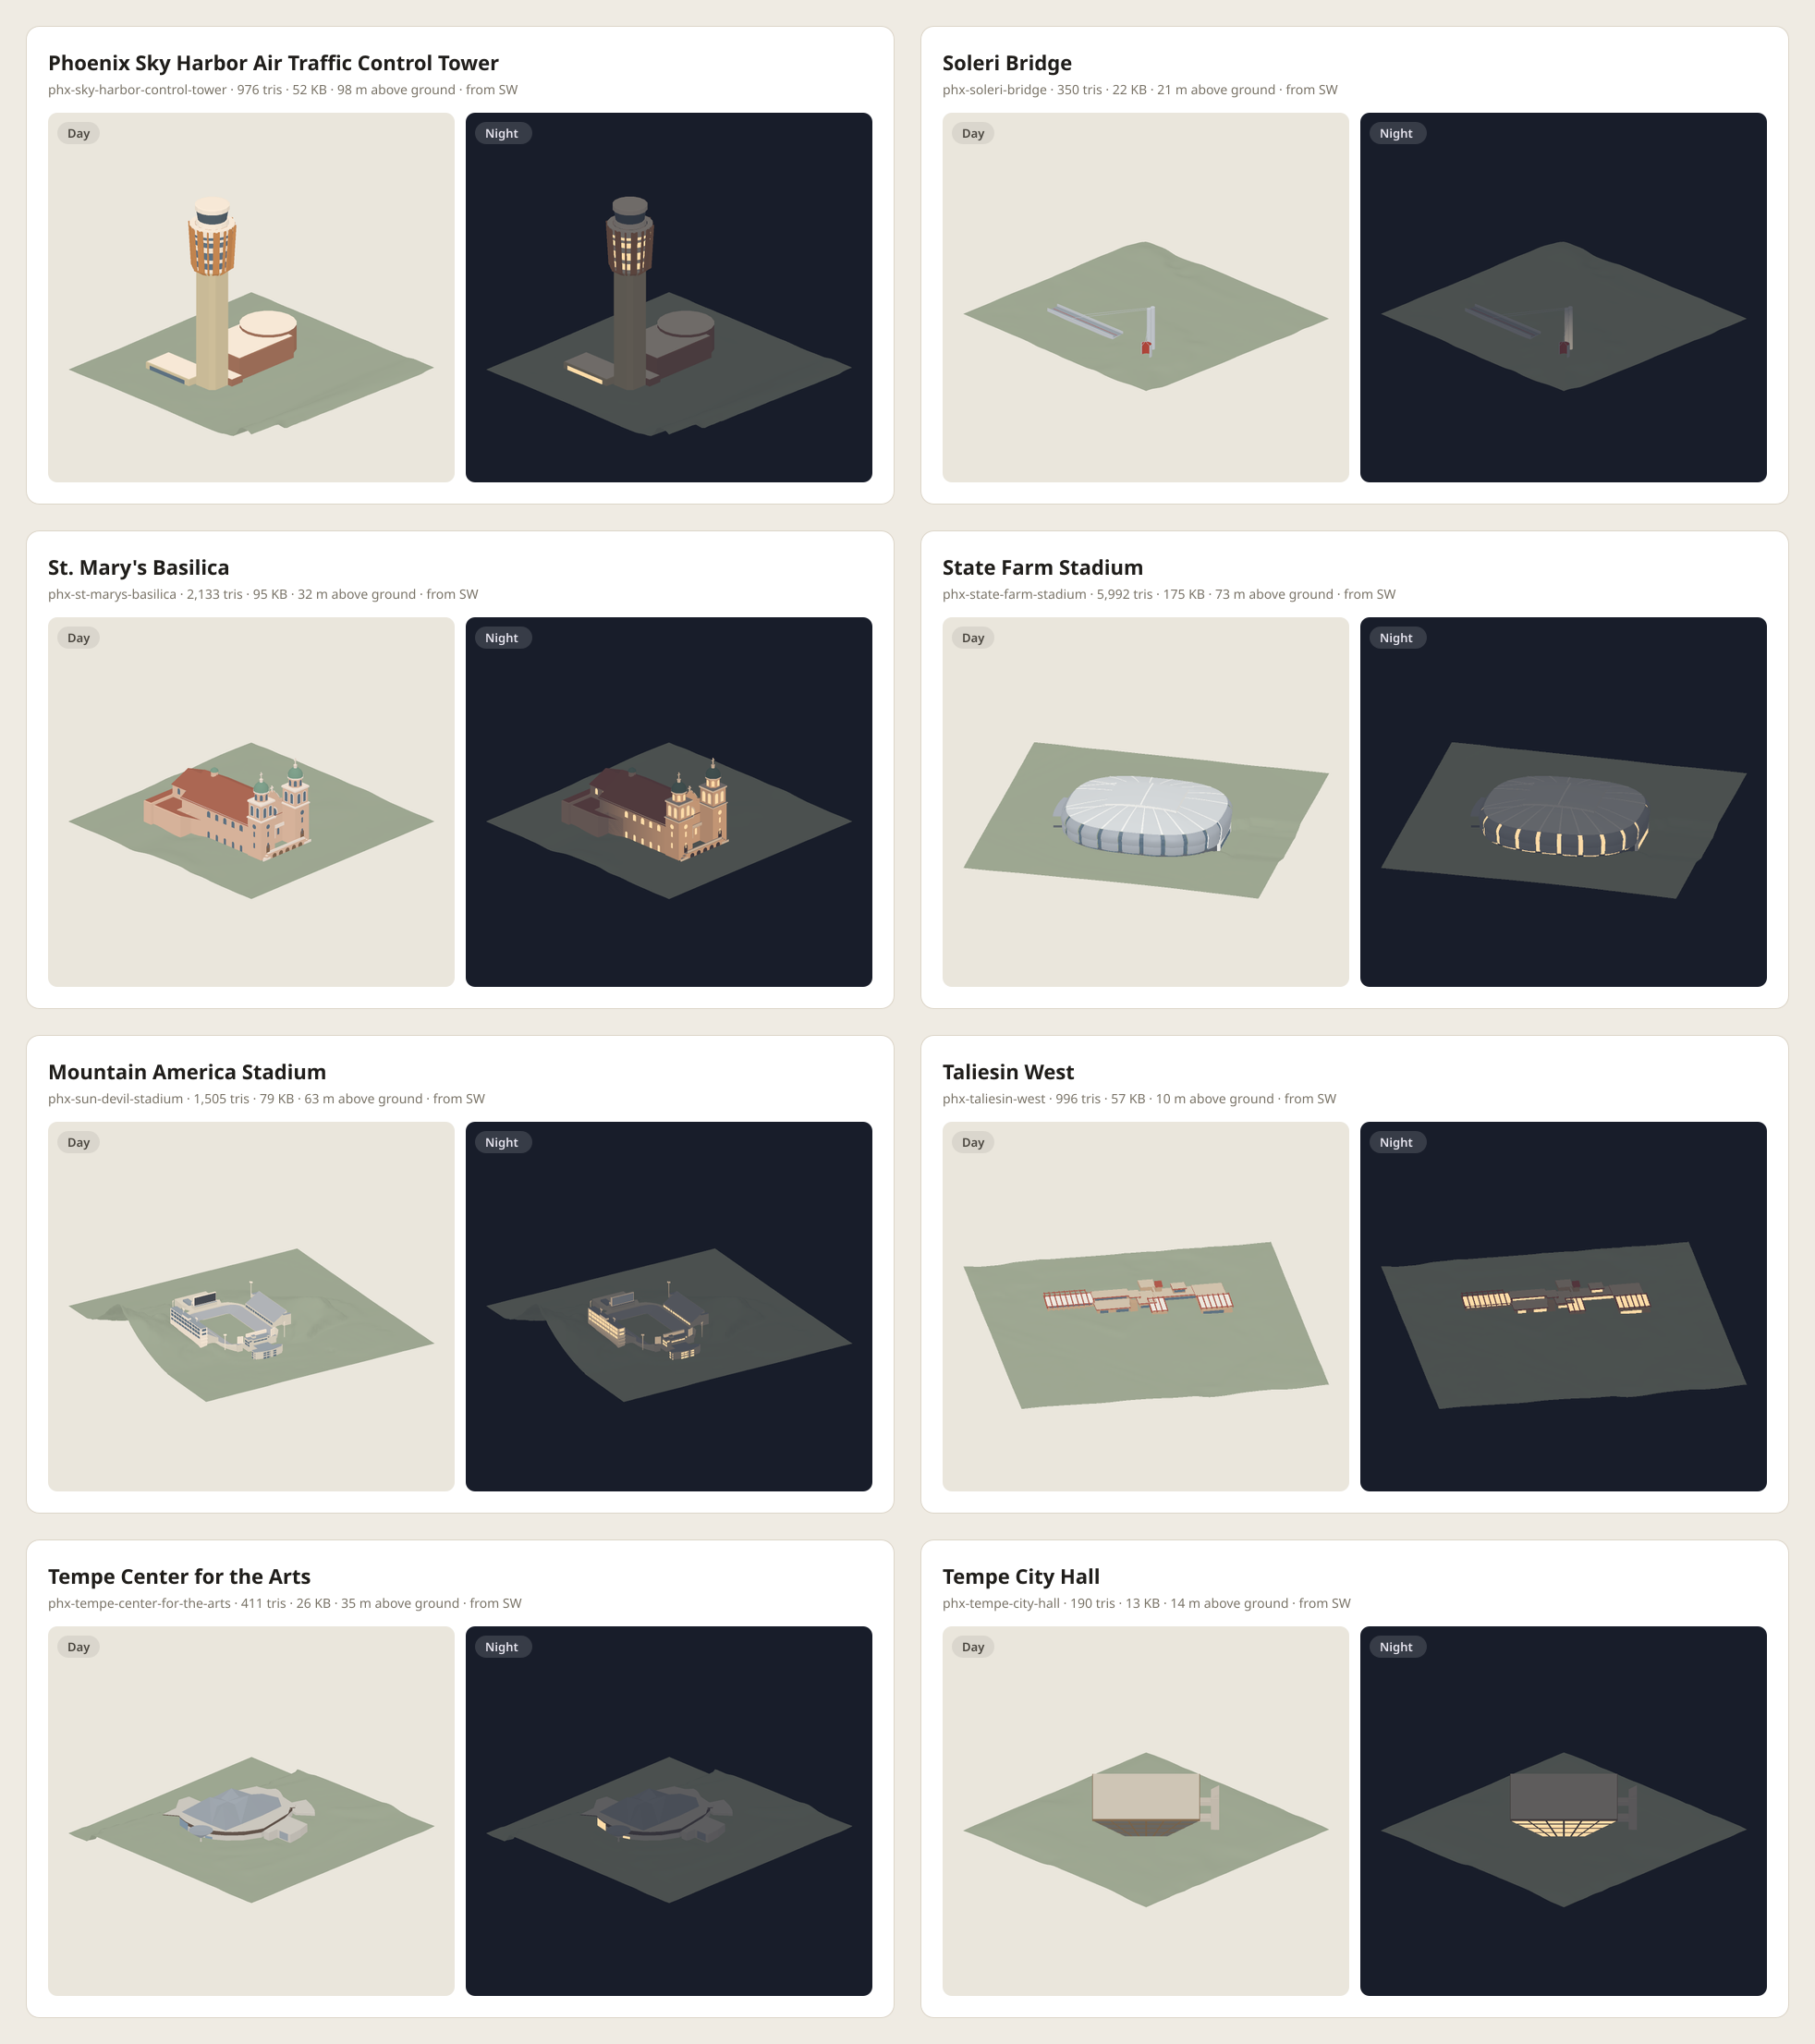 Phoenix Sky Harbor Air Traffic Control Tower
phx-sky-harbor-control-tower · 976 tris · 52 KB · 98 m above ground · from SW
Day
Night
Soleri Bridge
phx-soleri-bridge · 350 tris · 22 KB · 21 m above ground · from SW
Day
Night
St. Mary's Basilica
phx-st-marys-basilica · 2,133 tris · 95 KB · 32 m above ground · from SW
Day
Night
State Farm Stadium
phx-state-farm-stadium · 5,992 tris · 175 KB · 73 m above ground · from SW
Day
Night
Mountain America Stadium
phx-sun-devil-stadium · 1,505 tris · 79 KB · 63 m above ground · from SW
Day
Night
Taliesin West
phx-taliesin-west · 996 tris · 57 KB · 10 m above ground · from SW
Day
Night
Tempe Center for the Arts
phx-tempe-center-for-the-arts · 411 tris · 26 KB · 35 m above ground · from SW
Day
Night
Tempe City Hall
phx-tempe-city-hall · 190 tris · 13 KB · 14 m above ground · from SW
Day
Night